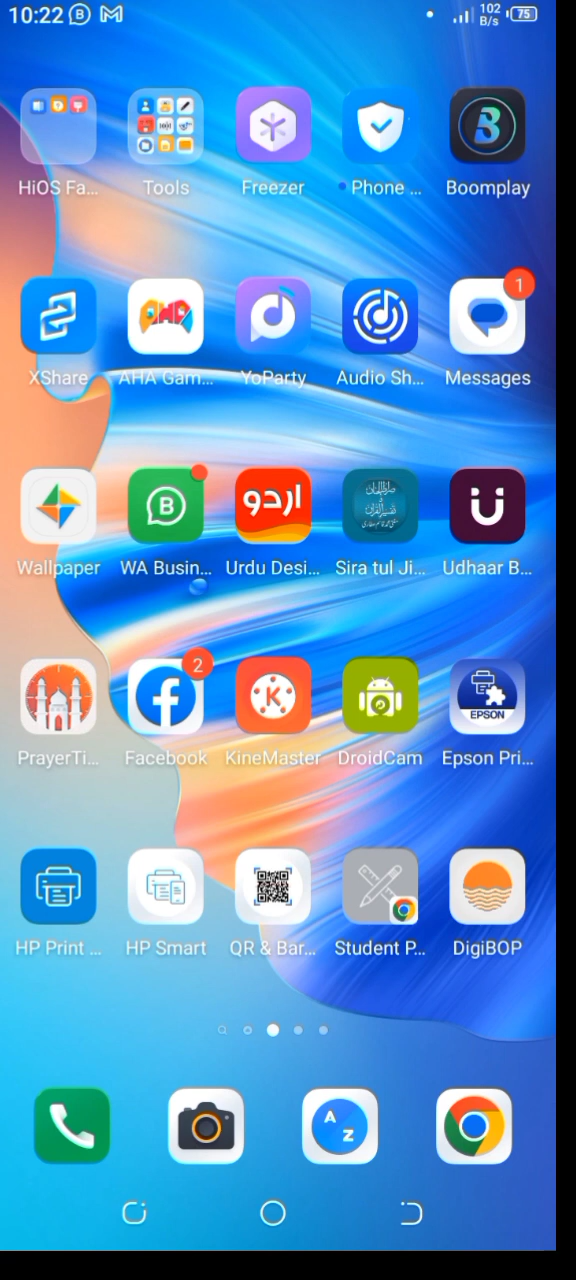 10:22
102
B/s
75
HiOS Fa...
Tools
Freezer
Phone ...
Boomplay
1
XShare
AHA Gam...
YoParty
Audio Sh...
Messages
اردو
Wallpaper
WA Busin...
Urdu Desi...
Sira tul Ji...
Udhaar B...
2
EPSON
PrayerTi...
Facebook
KineMaster
DroidCam
Epson Pri...
HP Print ...
HP Smart
QR & Bar...
Student P...
DigiBOP
A
Z